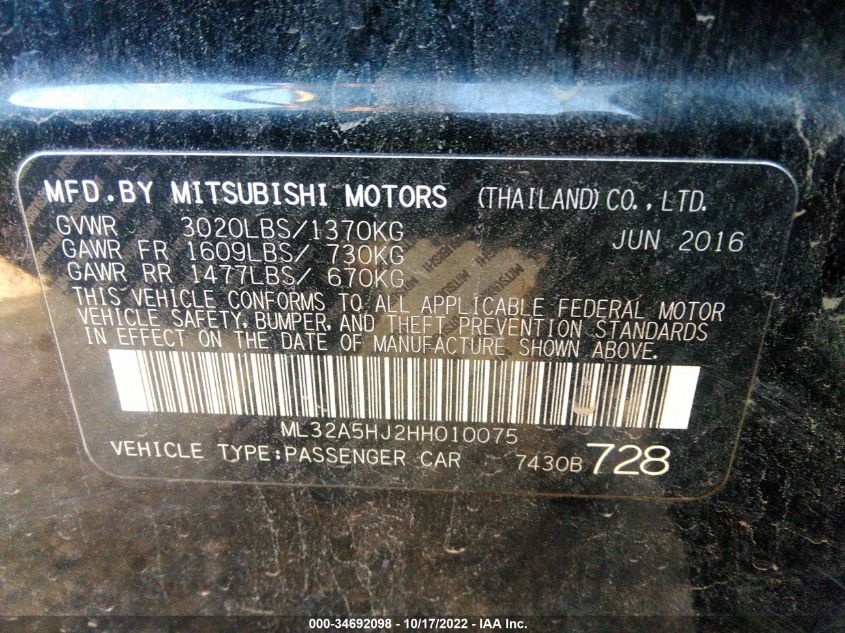 MFD.BY MITSUBISHI MOTORS (THAILAND) CO.,LTD.
GVWR 3020LBS/1370KG JUN 2016
GAWR FR 1609LBS/ 730KG
GAWR RR 1477LBS/ 670KG
THIS VEHICLE CONFORMS TO ALL APPLICABLE FEDERAL MOTOR
VEHICLE SAFETY, BUMPER, AND THEFT PREVENTION STANDARDS
IN EFFECT ON THE DATE OF MANUFACTURE SHOWN ABOVE.
ML32A5HJ2HH010075
VEHICLE TYPE:PASSENGER CAR 7430B 728
000-34692098 - 10/17/2022 - IAA Inc.